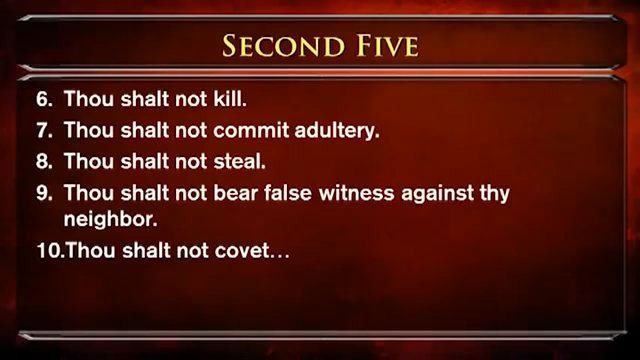 SECOND FIVE
6. Thou shalt not kill.
7. Thou shalt not commit adultery.
8. Thou shalt not steal.
9. Thou shalt not bear false witness against thy
neighbor.
10.Thou shalt not covet…